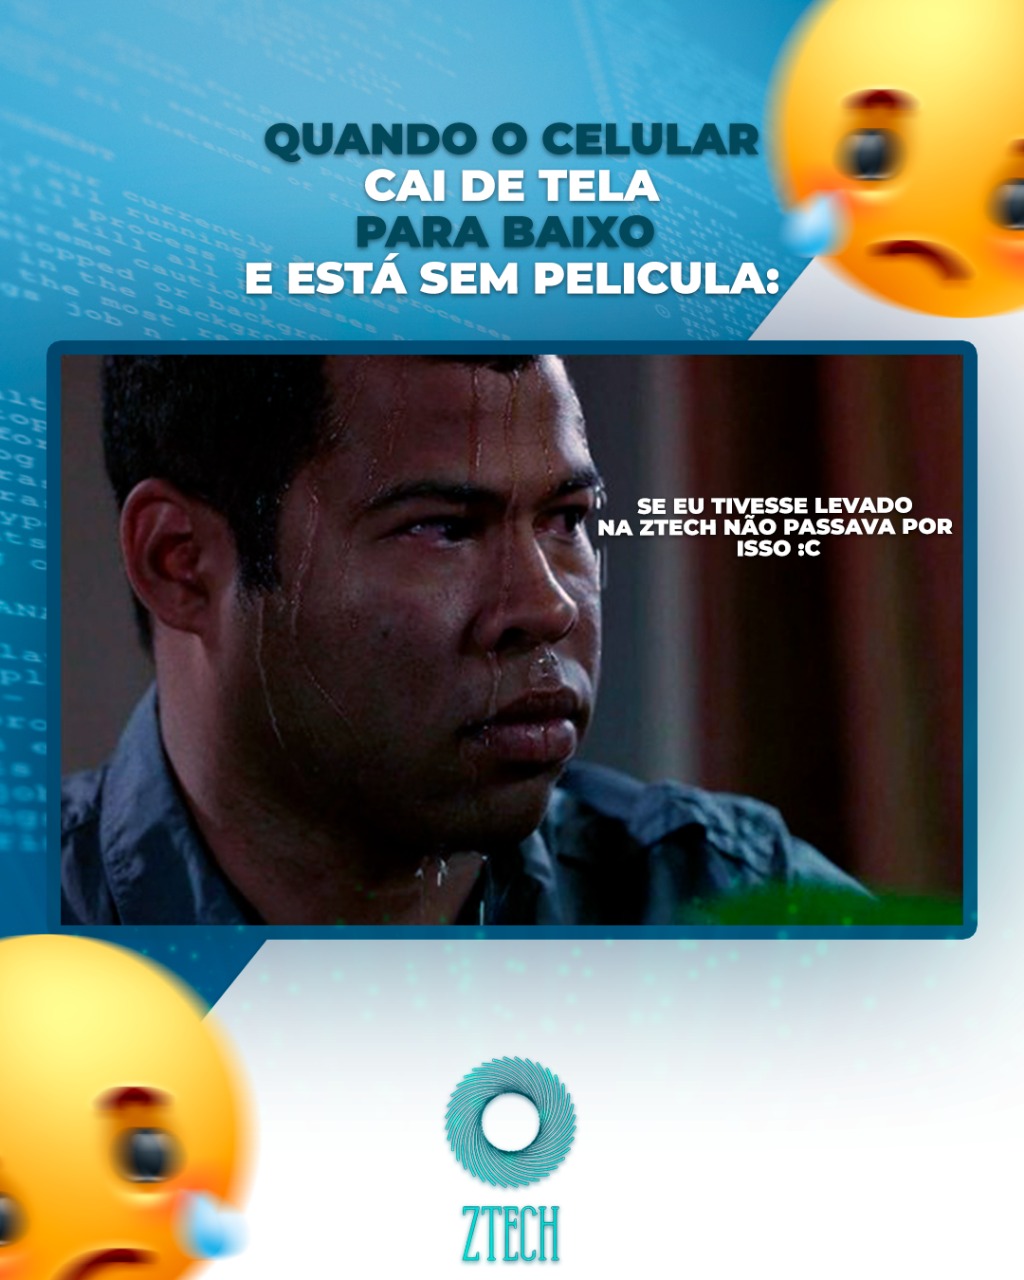 QUANDO O CELULAR
CAI DE TELA
PARA BAIXO
E ESTÁ SEM PELICULA:
SE EU TIVESSE LEVADO
NA ZTECH NÃO PASSAVA POR
ISSO :C
ZTECH